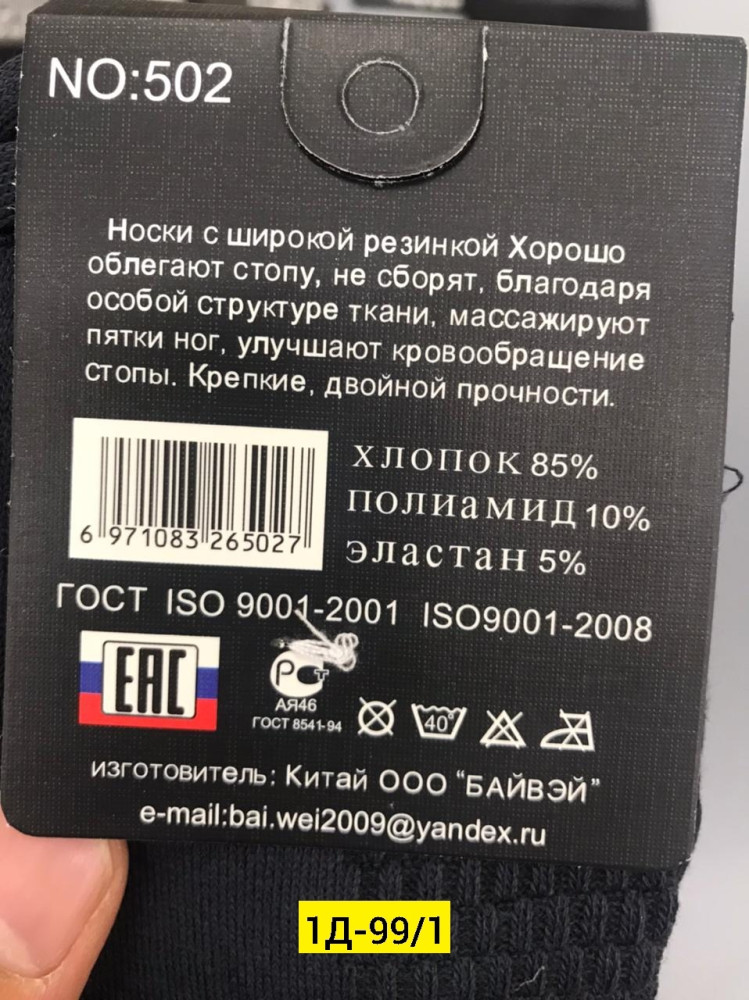 NO:502
Носки с широкой резинкой Хорошо
облегают стопу, не сборят, благодаря
особой структуре ткани, массажируют
пятки ног, улучшают кровообращение
стопы. Крепкие, двойной прочности.
хлопок 85%
полиамид 10%
эластан 5%
6 971083 265027
ГОСТ ISO 9001-2001 ISO9001-2008
ЕАС
РСТ
АЯ46
ГОСТ 8541-94
40°
изготовитель: Китай ООО "БАЙВЭЙ"
e-mail:bai.wei2009@yandex.ru
1Д-99/1